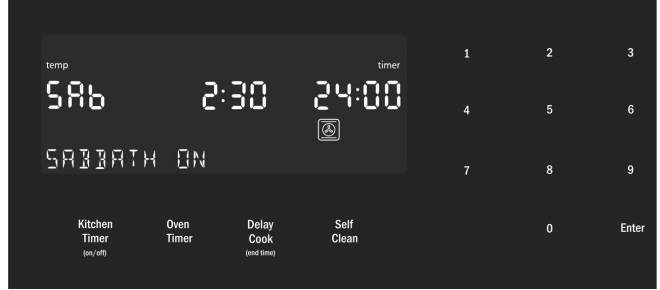 temp timer
SAb 2:30 24:00
SABBATH ON
Kitchen Timer (on/off)
Oven Timer
Delay Cook (end time)
Self Clean
1 2 3
4 5 6
7 8 9
0 Enter